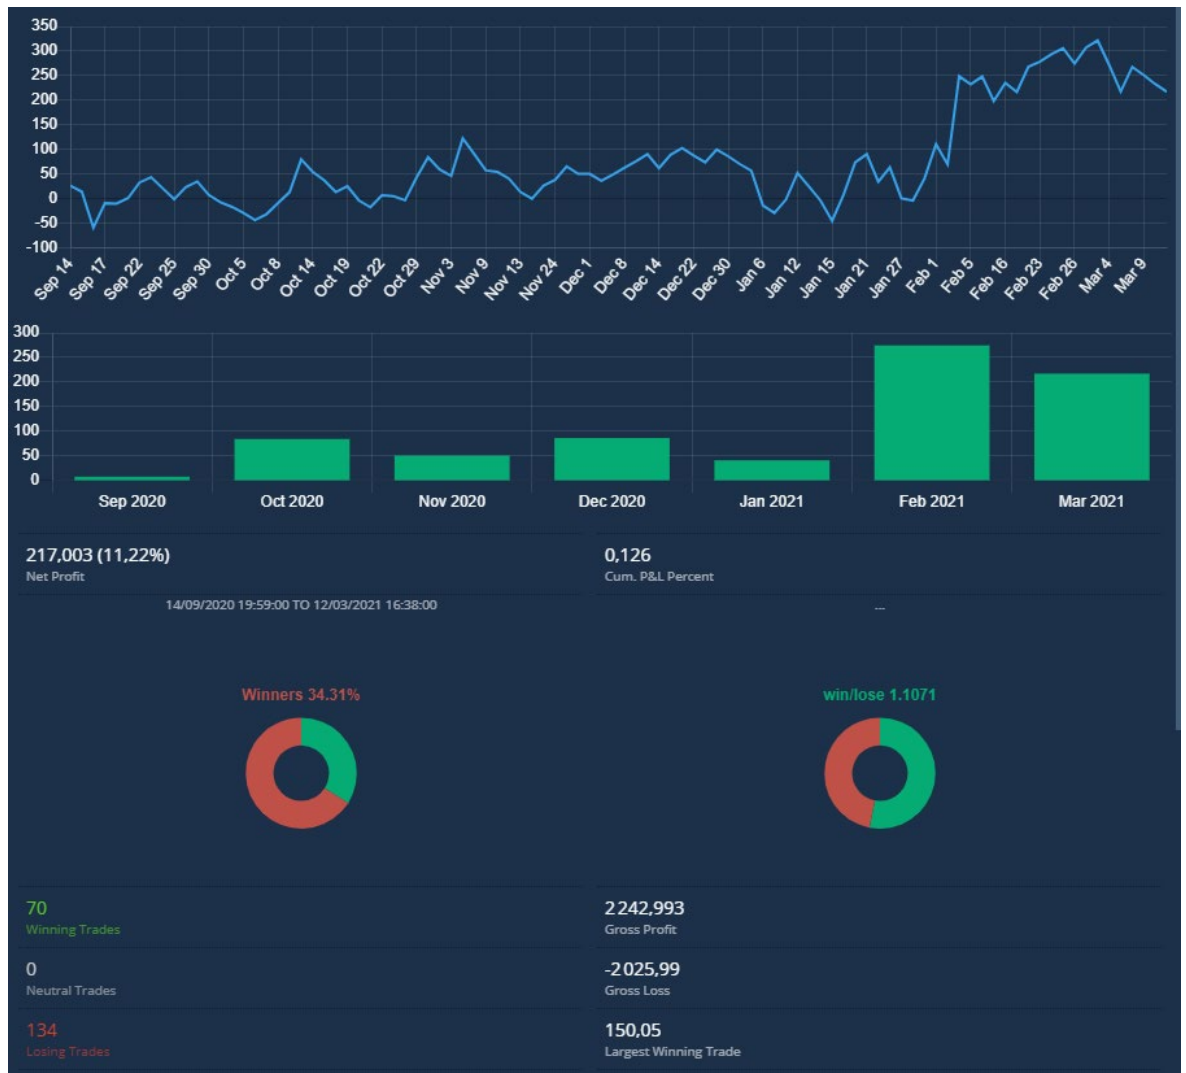 350
300
250
200
150
100
50
0
-50
-100
Sep 14 Sep 17 Sep 22 Sep 25 Sep 30 Oct 5 Oct 8 Oct 14 Oct 19 Oct 22 Oct 29 Nov 3 Nov 9 Nov 13 Nov 24 Dec 1 Dec 8 Dec 14 Dec 22 Dec 30 Jan 6 Jan 12 Jan 15 Jan 21 Jan 27 Feb 1 Feb 5 Feb 16 Feb 23 Feb 26 Mar 4 Mar 9
300
250
200
150
100
50
0
Sep 2020 Oct 2020 Nov 2020 Dec 2020 Jan 2021 Feb 2021 Mar 2021
217,003 (11,22%)
Net Profit
0,126
Cum. P&L Percent
14/09/2020 19:59:00 TO 12/03/2021 16:38:00
---
Winners 34.31%
win/lose 1.1071
70
Winning Trades
2 242,993
Gross Profit
0
Neutral Trades
-2 025,99
Gross Loss
134
Losing Trades
150,05
Largest Winning Trade